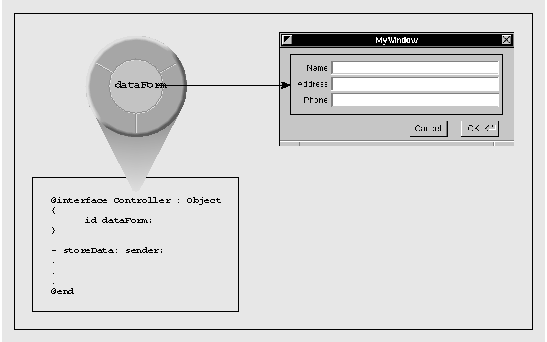 dataForm
MyWindow
Name
Address
Phone
Cancel
OK
@interface Controller : Object
{
id dataForm;
}
- storeData: sender;
.
.
.
@end